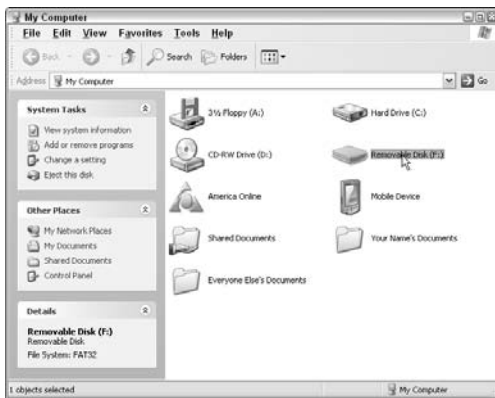 My Computer
File Edit View Favorites Tools Help
Back Search Folders
Address My Computer Go
System Tasks
View system information
Add or remove programs
Change a setting
Eject this disk
Other Places
My Network Places
My Documents
Shared Documents
Control Panel
Details
Removable Disk (F:)
Removable Disk
File System: FAT32
3½ Floppy (A:) Hard Drive (C:)
CD-RW Drive (D:) Removable Disk (F:)
America Online Mobile Device
Shared Documents Your Name's Documents
Everyone Else's Documents
1 objects selected My Computer